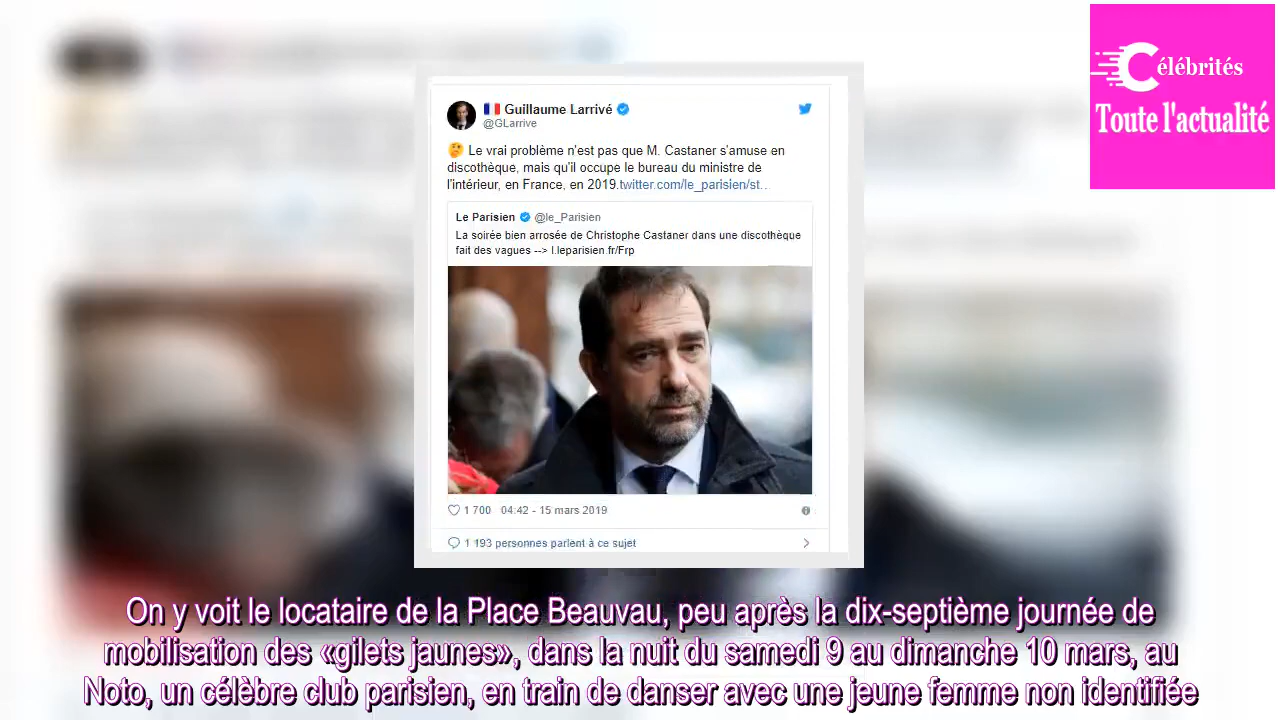 Célébrités
Toute l'actualité
Guillaume Larrivé
@GLarrive
Le vrai problème n'est pas que M. Castaner s'amuse en
discothèque, mais qu'il occupe le bureau du ministre de
l'intérieur, en France, en 2019.twitter.com/le_parisien/st…
Le Parisien @le_Parisien
La soirée bien arrosée de Christophe Castaner dans une discothèque
fait des vagues --> l.leparisien.fr/Frp
1 700 04:42 - 15 mars 2019
1 193 personnes parlent à ce sujet
On y voit le locataire de la Place Beauvau, peu après la dix-septième journée de
mobilisation des «gilets jaunes», dans la nuit du samedi 9 au dimanche 10 mars, au
Noto, un célèbre club parisien, en train de danser avec une jeune femme non identifiée